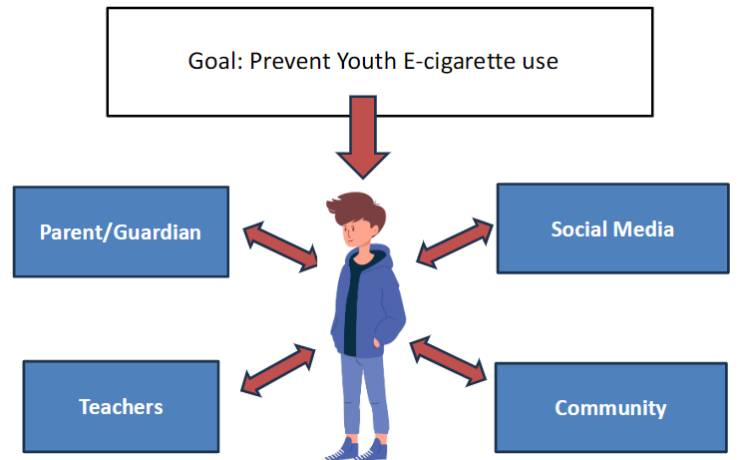 Goal: Prevent Youth E-cigarette use
Parent/Guardian
Social Media
Teachers
Community